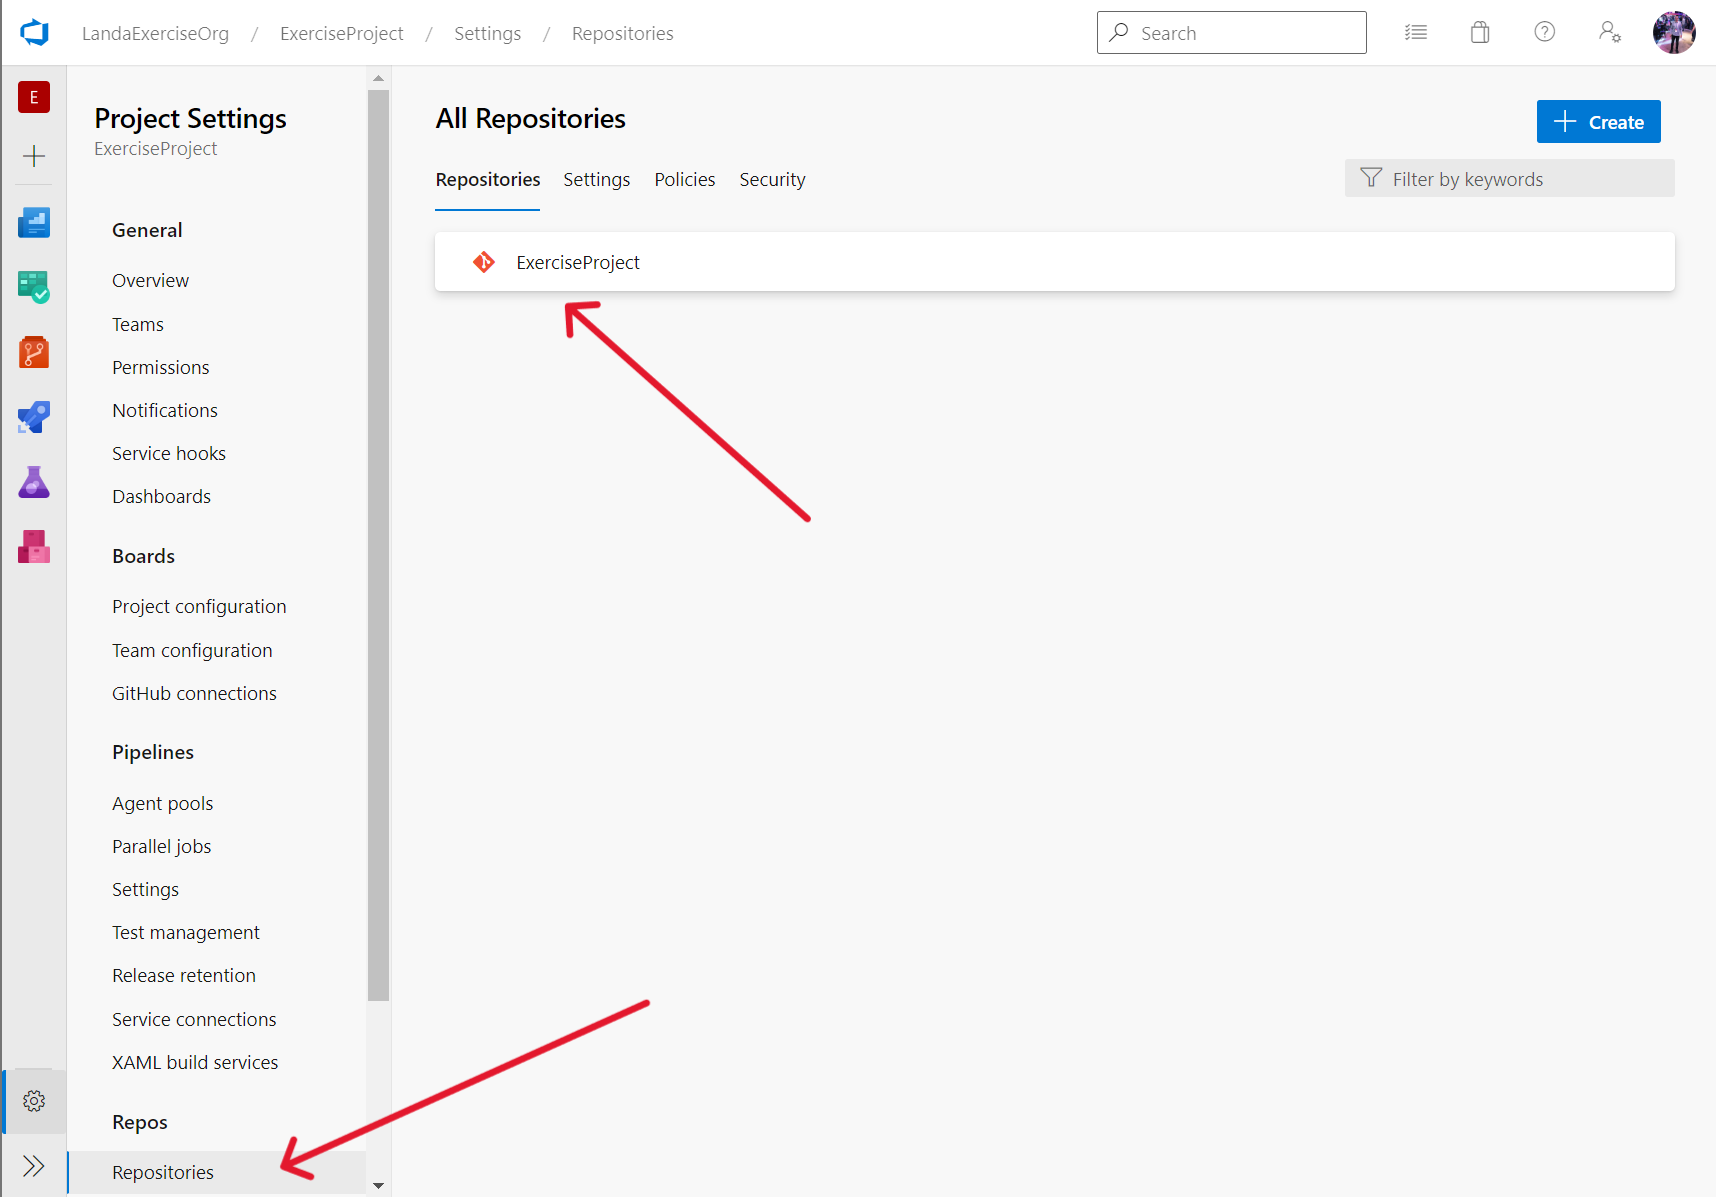 LandaExerciseOrg / ExerciseProject / Settings / Repositories
Search
E
Project Settings
ExerciseProject
General
Overview
Teams
Permissions
Notifications
Service hooks
Dashboards
Boards
Project configuration
Team configuration
GitHub connections
Pipelines
Agent pools
Parallel jobs
Settings
Test management
Release retention
Service connections
XAML build services
Repos
Repositories
All Repositories
Create
Repositories Settings Policies Security
Filter by keywords
ExerciseProject